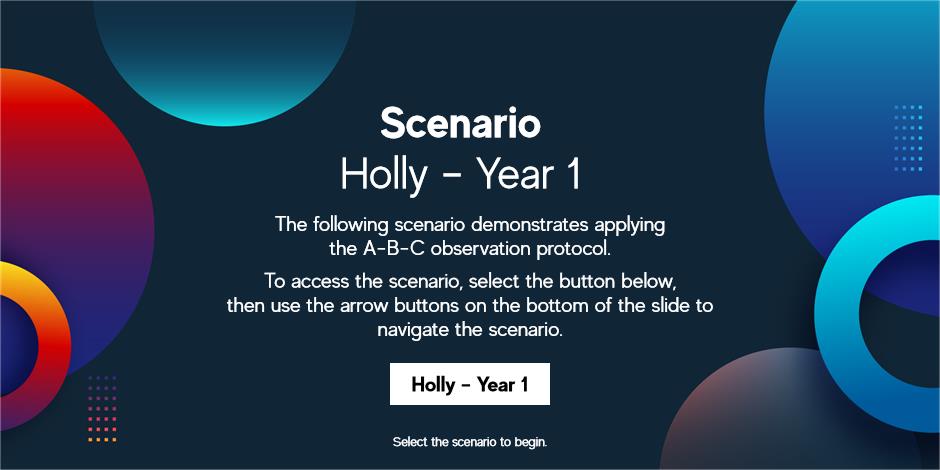 Scenario
Holly – Year 1
The following scenario demonstrates applying
the A-B-C observation protocol.
To access the scenario, select the button below,
then use the arrow buttons on the bottom of the slide to
navigate the scenario.
Holly – Year 1
Select the scenario to begin.